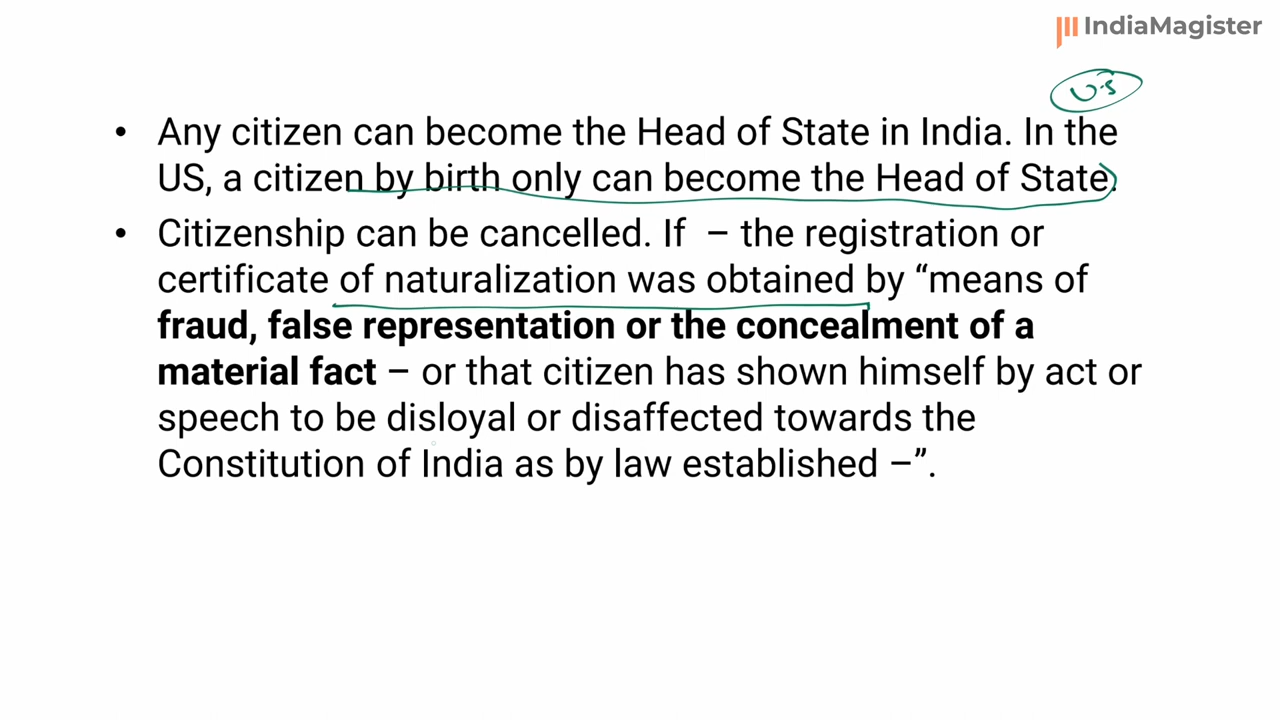 IndiaMagister
U.S
• Any citizen can become the Head of State in India. In the
US, a citizen by birth only can become the Head of State.
• Citizenship can be cancelled. If – the registration or
certificate of naturalization was obtained by “means of
fraud, false representation or the concealment of a
material fact – or that citizen has shown himself by act or
speech to be disloyal or disaffected towards the
Constitution of India as by law established –”.